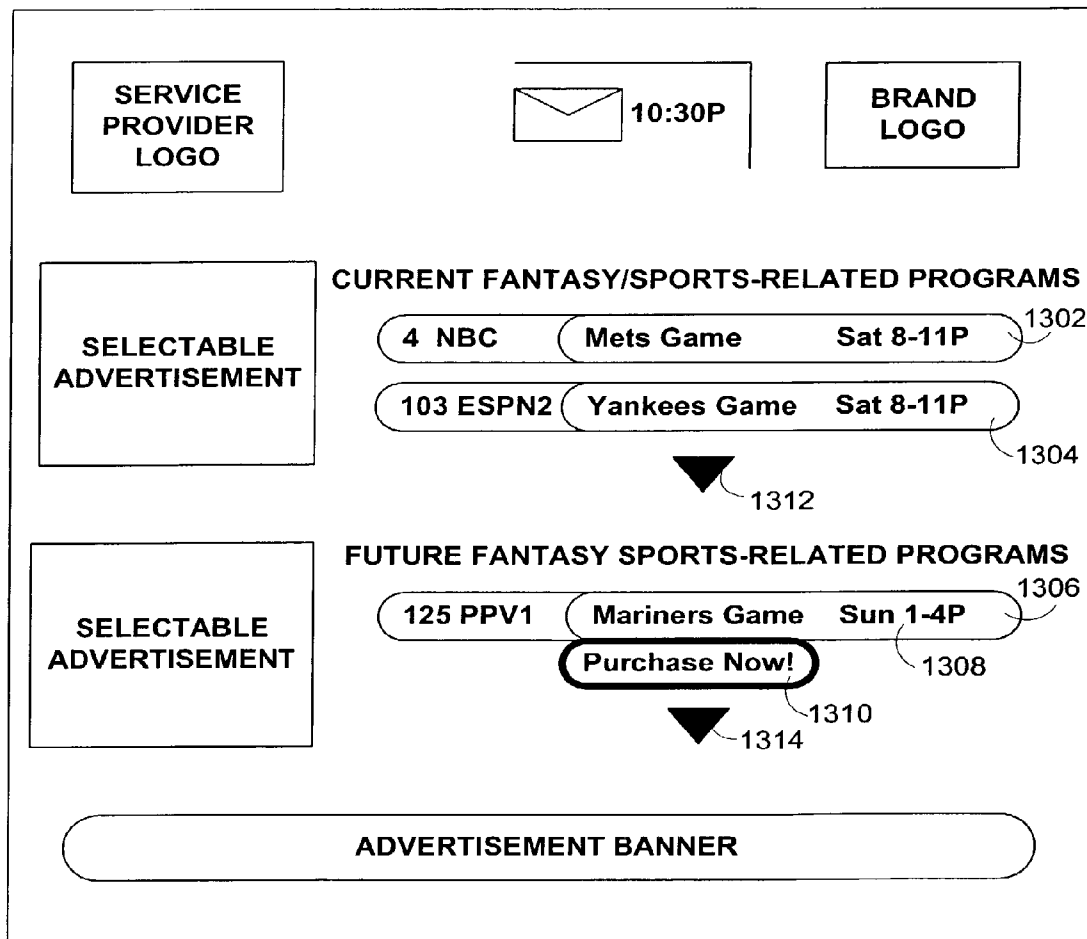 SERVICE
PROVIDER
LOGO
10:30P
BRAND
LOGO
SELECTABLE
ADVERTISEMENT
CURRENT FANTASY/SPORTS-RELATED PROGRAMS
4 NBC Mets Game Sat 8-11P 1302
103 ESPN2 Yankees Game Sat 8-11P
1304
1312
SELECTABLE
ADVERTISEMENT
FUTURE FANTASY SPORTS-RELATED PROGRAMS
1306
125 PPV1 Mariners Game Sun 1-4P
1308
Purchase Now!
1310
1314
ADVERTISEMENT BANNER